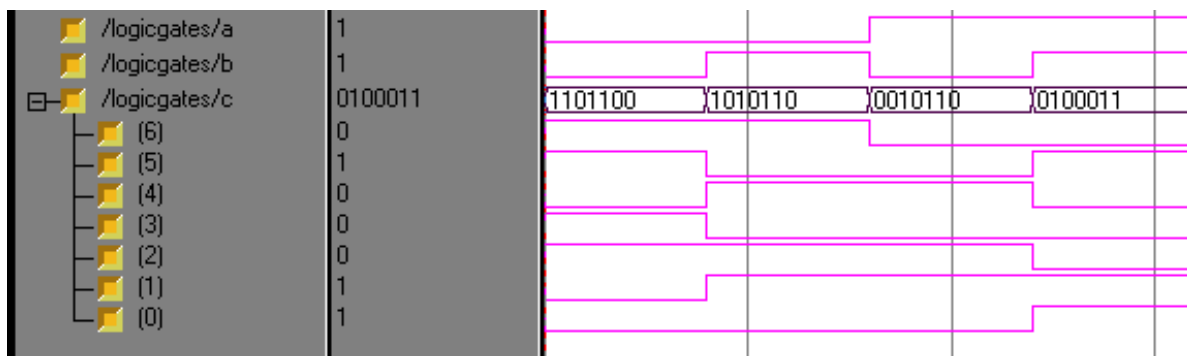 /logicgates/a 1
/logicgates/b 1
/logicgates/c 0100011 1101100 1010110 0010110 0100011
(6) 0
(5) 1
(4) 0
(3) 0
(2) 0
(1) 1
(0) 1